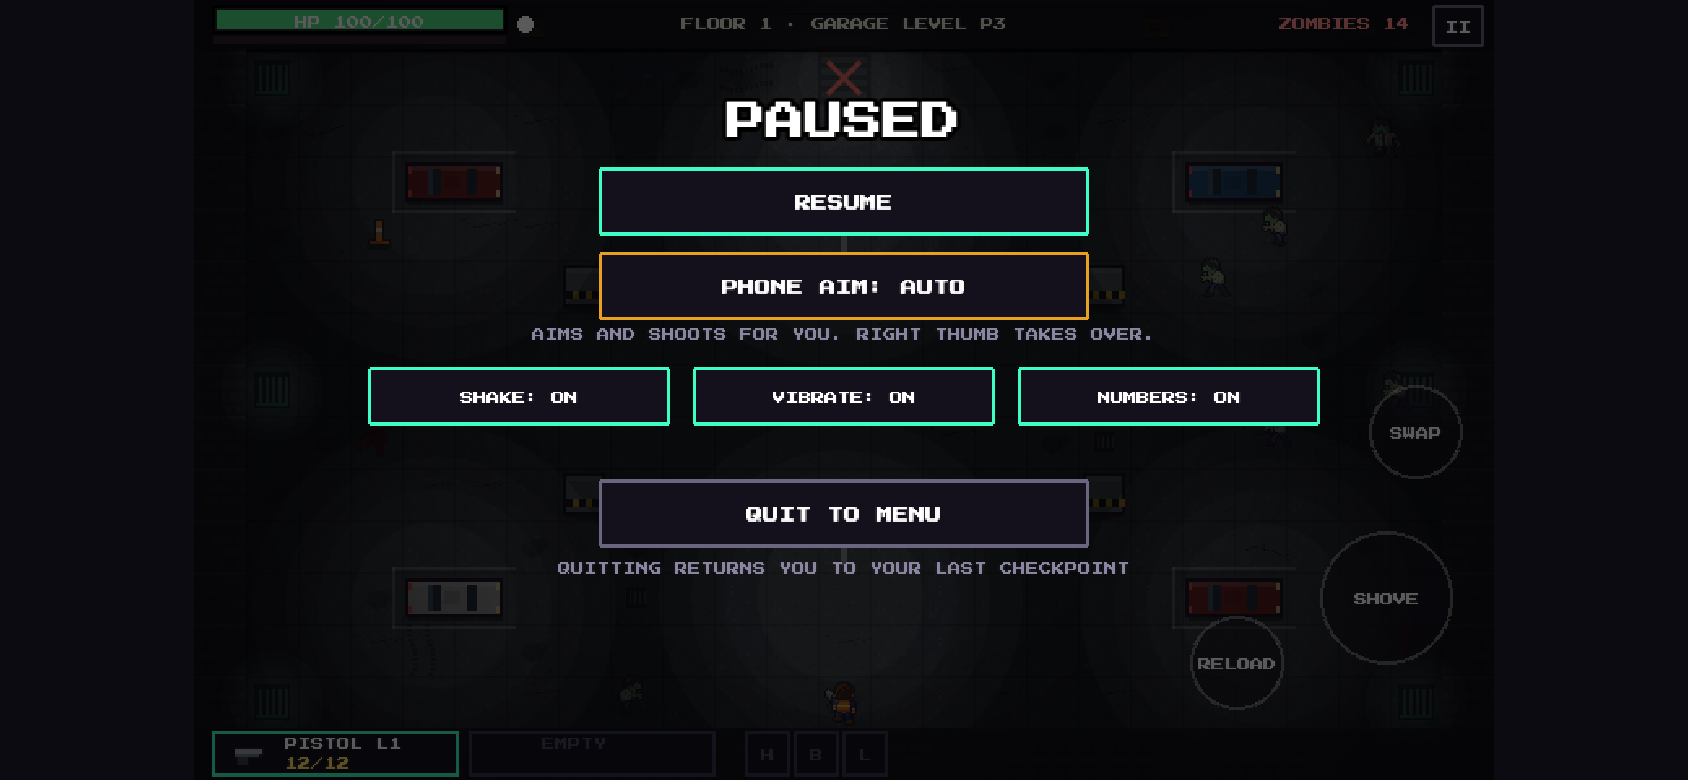 HP 100/100
FLOOR 1 · GARAGE LEVEL P3
ZOMBIES 14
II
PAUSED
RESUME
PHONE AIM: AUTO
AIMS AND SHOOTS FOR YOU. RIGHT THUMB TAKES OVER.
SHAKE: ON
VIBRATE: ON
NUMBERS: ON
SWAP
QUIT TO MENU
QUITTING RETURNS YOU TO YOUR LAST CHECKPOINT
SHOVE
RELOAD
PISTOL L1
12/12
EMPTY
H
B
L